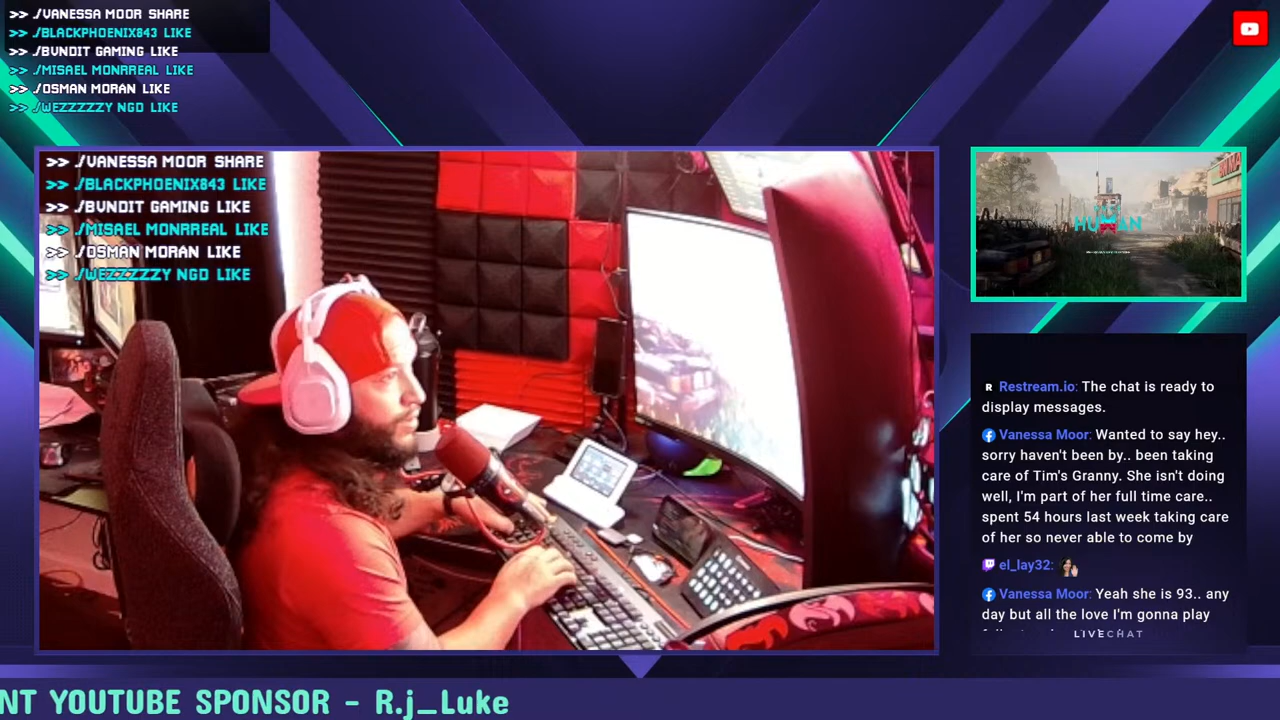 >> ./VANESSA MOOR SHARE
>> ./BLACKPHOENIX843 LIKE
>> ./BVNDIT GAMING LIKE
>> ./MISAEL MONRREAL LIKE
>> ./OSMAN MORAN LIKE
>> ./WEZZZZZY NGO LIKE
>> ./VANESSA MOOR SHARE
>> ./BLACKPHOENIX843 LIKE
>> ./BVNDIT GAMING LIKE
>> ./MISAEL MONRREAL LIKE
>> ./OSMAN MORAN LIKE
>> ./WEZZZZZY NGO LIKE
HUMAN
R Restream.io: The chat is ready to
display messages.
Vanessa Moor: Wanted to say hey..
sorry haven't been by.. been taking
care of Tim's Granny. She isn't doing
well, I'm part of her full time care..
spent 54 hours last week taking care
of her so never able to come by
el_lay32:
Vanessa Moor: Yeah she is 93.. any
day but all the love I'm gonna play
LIVECHAT
NT YOUTUBE SPONSOR - R.j_Luke